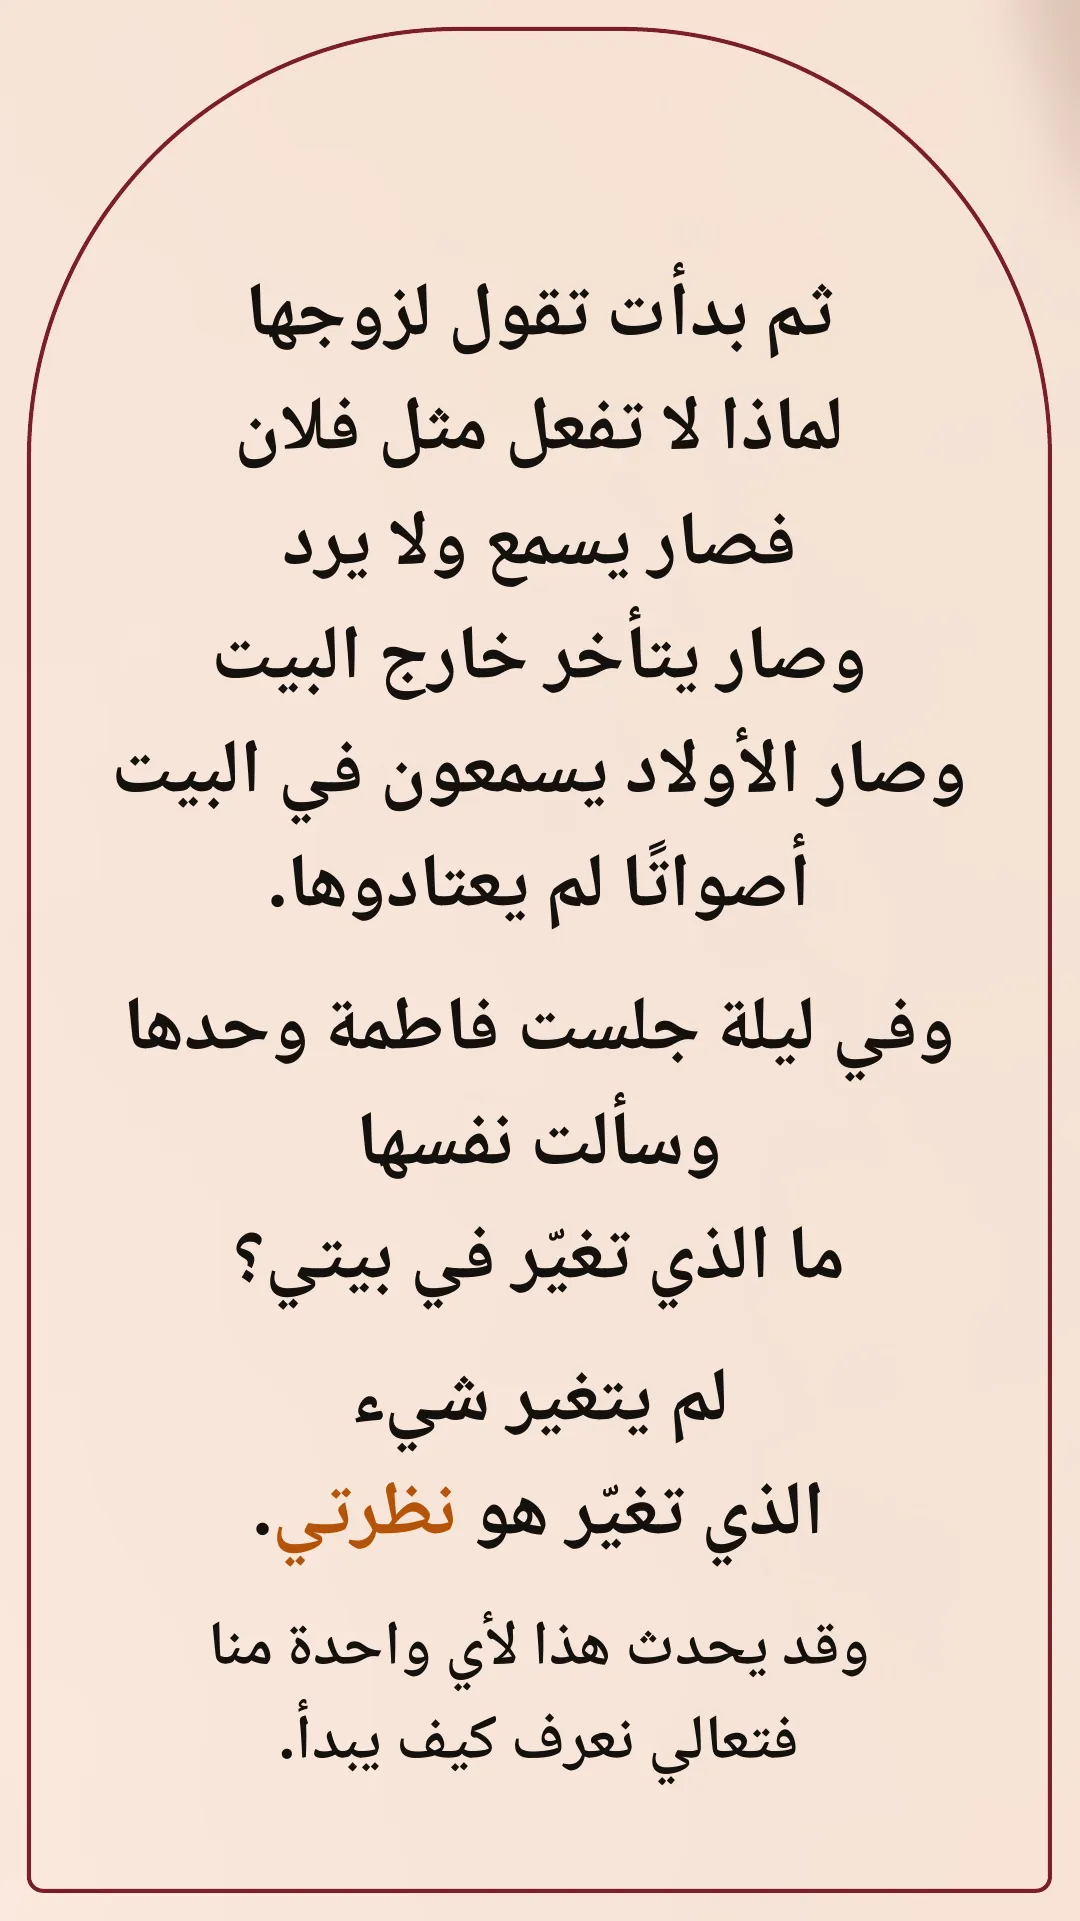 ثم بدأت تقول لزوجها
لماذا لا تفعل مثل فلان
فصار يسمع ولا يرد
وصار يتأخر خارج البيت
وصار الأولاد يسمعون في البيت
أصواتًا لم يعتادوها.
وفي ليلة جلست فاطمة وحدها
وسألت نفسها
ما الذي تغيّر في بيتي؟
لم يتغير شيء
الذي تغيّر هو نظرتي.
وقد يحدث هذا لأي واحدة منا
فتعالي نعرف كيف يبدأ.